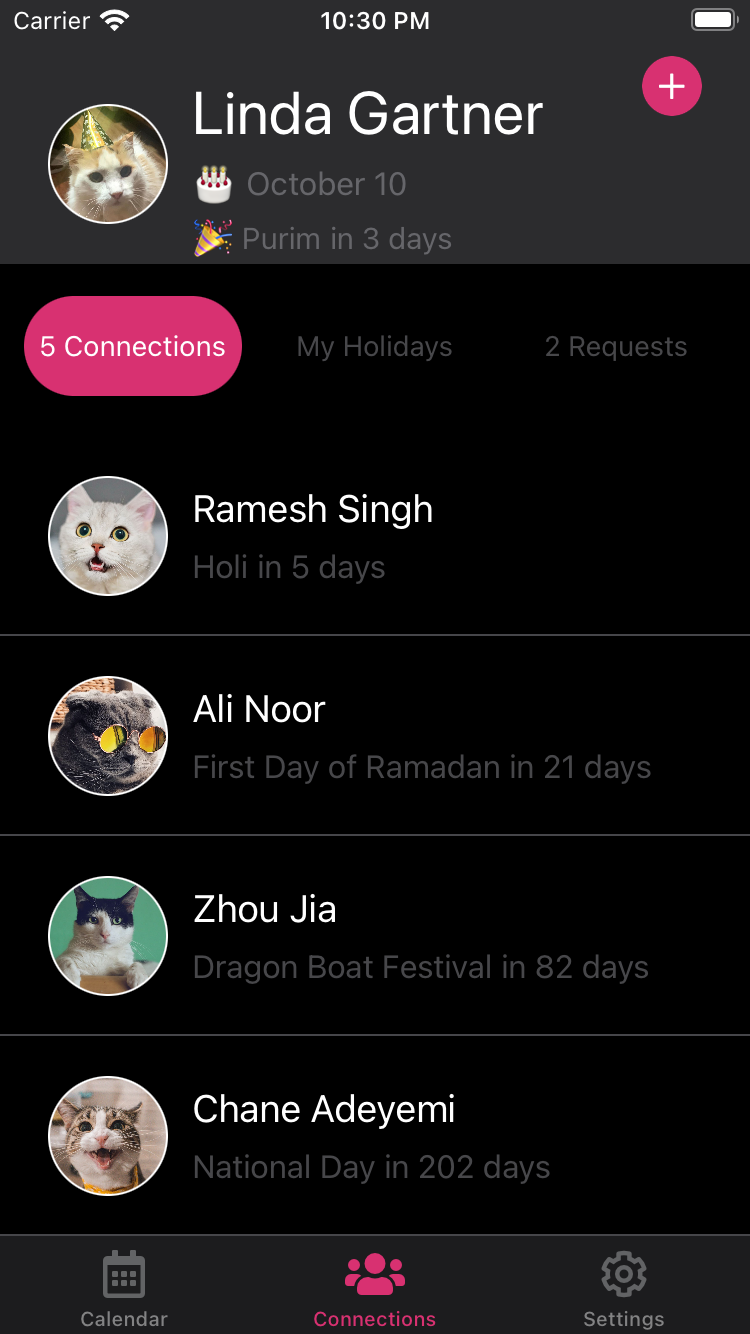 Carrier 10:30 PM
Linda Gartner
October 10
Purim in 3 days
5 Connections My Holidays 2 Requests
Ramesh Singh
Holi in 5 days
Ali Noor
First Day of Ramadan in 21 days
Zhou Jia
Dragon Boat Festival in 82 days
Chane Adeyemi
National Day in 202 days
Calendar Connections Settings